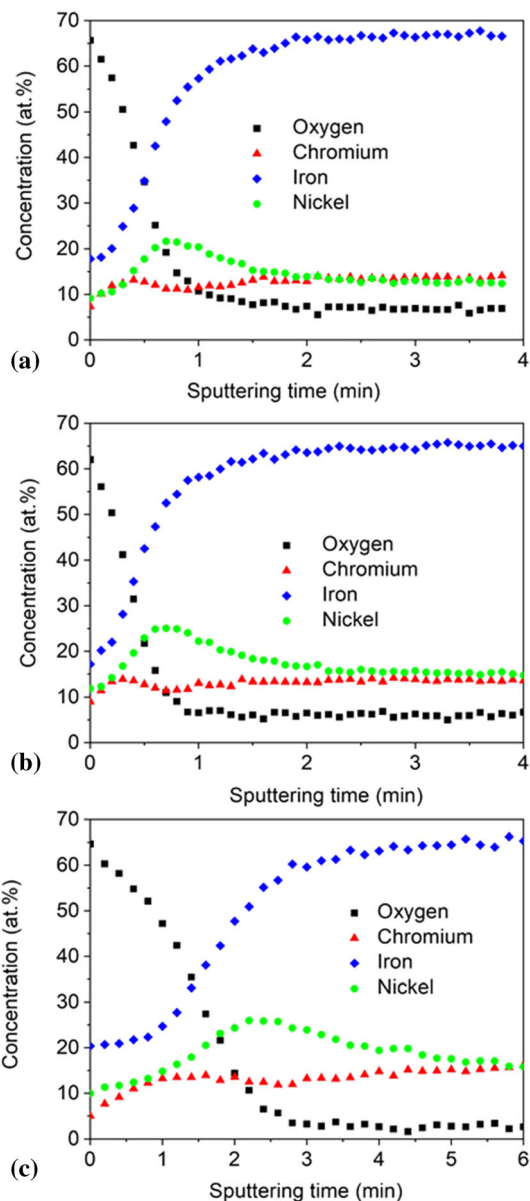 70
60
50
40
30
20
10
0
Concentration (at.%)
Oxygen
Chromium
Iron
Nickel
0 1 2 3 4
Sputtering time (min)
(a)
70
60
50
40
30
20
10
0
Concentration (at.%)
Oxygen
Chromium
Iron
Nickel
0 1 2 3 4
Sputtering time (min)
(b)
70
60
50
40
30
20
10
0
Concentration (at.%)
Oxygen
Chromium
Iron
Nickel
0 1 2 3 4 5 6
Sputtering time (min)
(c)